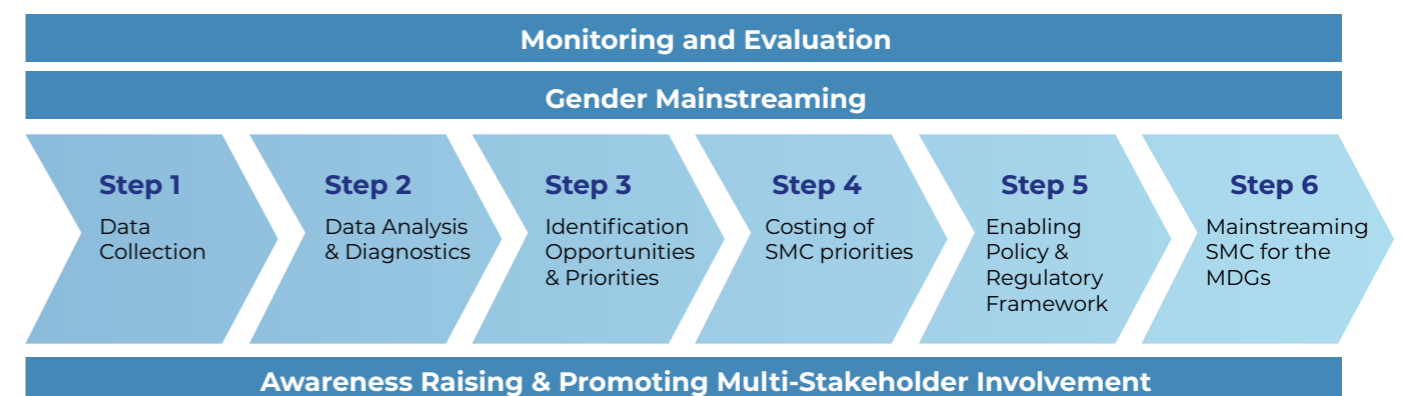 Monitoring and Evaluation
Gender Mainstreaming
Step 1
Data
Collection
Step 2
Data Analysis
& Diagnostics
Step 3
Identification
Opportunities
& Priorities
Step 4
Costing of
SMC priorities
Step 5
Enabling
Policy &
Regulatory
Framework
Step 6
Mainstreaming
SMC for the
MDGs
Awareness Raising & Promoting Multi-Stakeholder Involvement